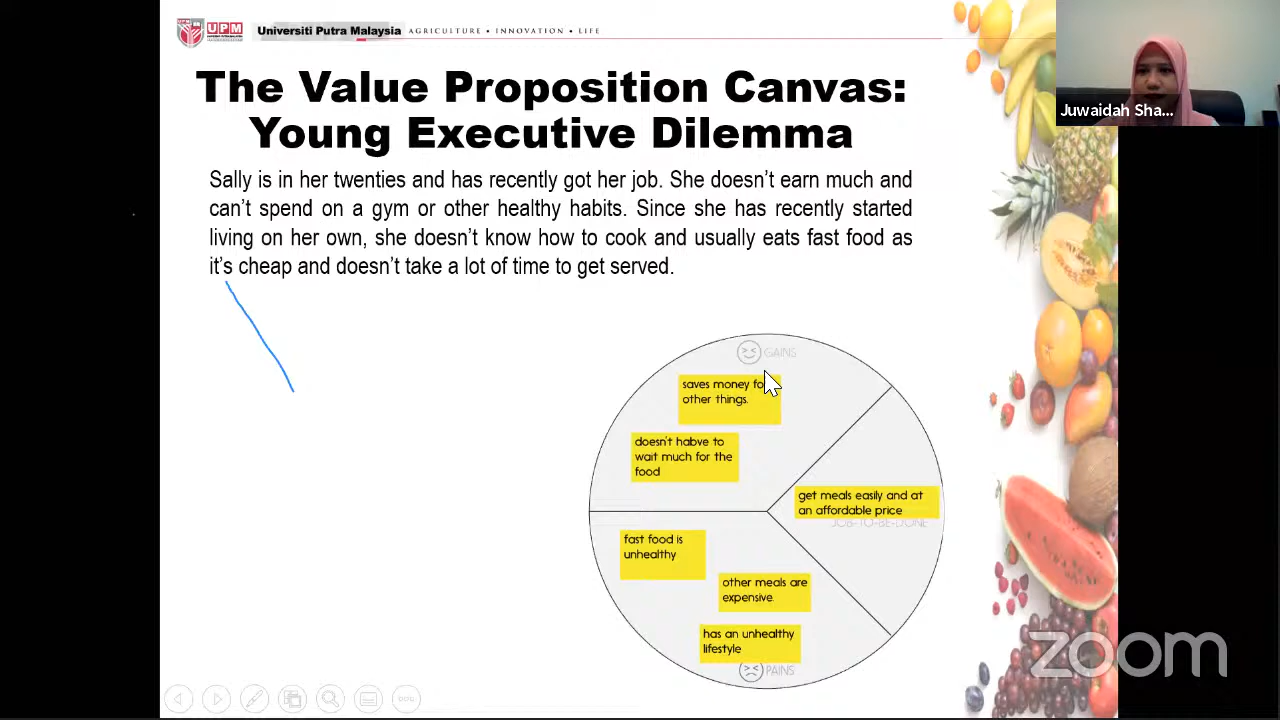 UPM
Universiti Putra Malaysia AGRICULTURE • INNOVATION • LIFE
Juwaidah Sha...
The Value Proposition Canvas:
Young Executive Dilemma
Sally is in her twenties and has recently got her job. She doesn't earn much and
can't spend on a gym or other healthy habits. Since she has recently started
living on her own, she doesn't know how to cook and usually eats fast food as
it's cheap and doesn't take a lot of time to get served.
GAINS
saves money fo
other things.
doesn't habve to
wait much for the
food
get meals easily and at
an affordable price
JOB-TO-BE-DONE
fast food is
unhealthy
other meals are
expensive.
has an unhealthy
lifestyle
PAINS
zoom